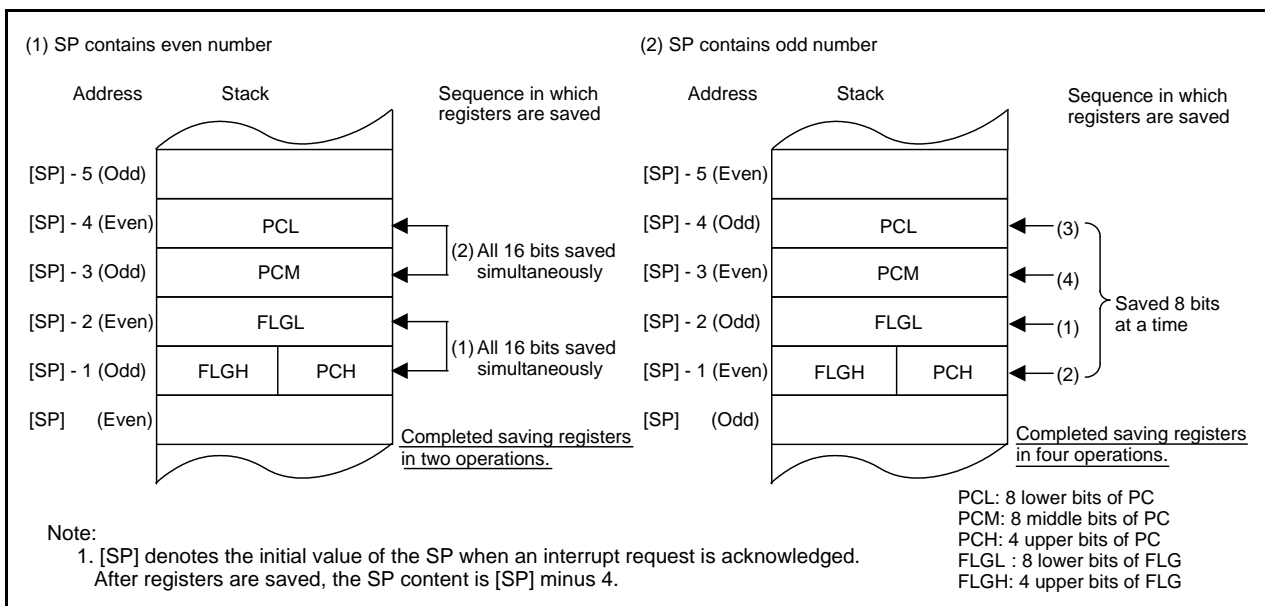 (1) SP contains even number
Address Stack Sequence in which
registers are saved
[SP] - 5 (Odd)
[SP] - 4 (Even) PCL
(2) All 16 bits saved
simultaneously
[SP] - 3 (Odd) PCM
[SP] - 2 (Even) FLGL
(1) All 16 bits saved
simultaneously
[SP] - 1 (Odd) FLGH PCH
[SP] (Even)
Completed saving registers
in two operations.
(2) SP contains odd number
Address Stack Sequence in which
registers are saved
[SP] - 5 (Even)
[SP] - 4 (Odd) PCL (3)
[SP] - 3 (Even) PCM (4)
Saved 8 bits
at a time
[SP] - 2 (Odd) FLGL (1)
[SP] - 1 (Even) FLGH PCH (2)
[SP] (Odd)
Completed saving registers
in four operations.
PCL: 8 lower bits of PC
PCM: 8 middle bits of PC
PCH: 4 upper bits of PC
FLGL : 8 lower bits of FLG
FLGH: 4 upper bits of FLG
Note:
1. [SP] denotes the initial value of the SP when an interrupt request is acknowledged.
After registers are saved, the SP content is [SP] minus 4.